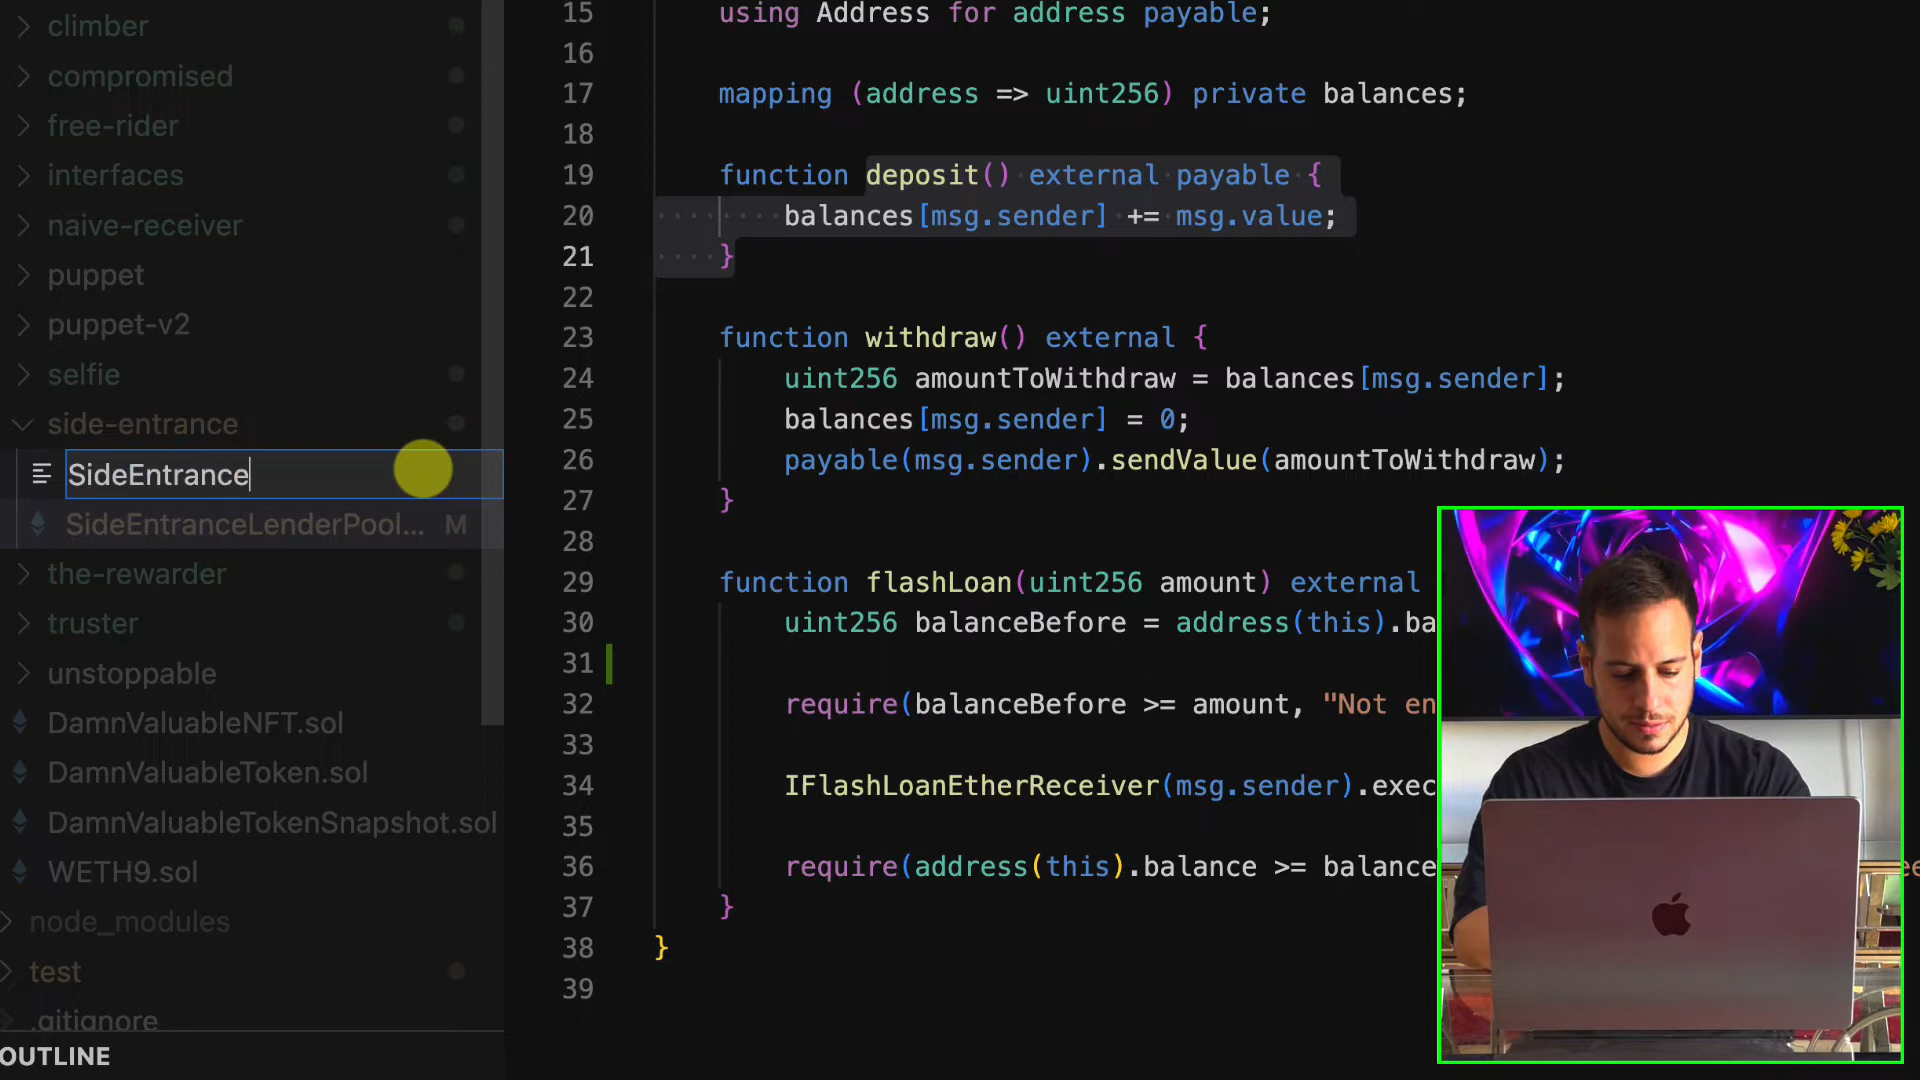 climber
compromised
free-rider
interfaces
naive-receiver
puppet
puppet-v2
selfie
side-entrance
SideEntrance
SideEntranceLenderPool... M
the-rewarder
truster
unstoppable
DamnValuableNFT.sol
DamnValuableToken.sol
DamnValuableTokenSnapshot.sol
WETH9.sol
node_modules
test
.gitignore
OUTLINE
15 using Address for address payable;
16
17 mapping (address => uint256) private balances;
18
19 function deposit() external payable {
20 balances[msg.sender] += msg.value;
21 }
22
23 function withdraw() external {
24 uint256 amountToWithdraw = balances[msg.sender];
25 balances[msg.sender] = 0;
26 payable(msg.sender).sendValue(amountToWithdraw);
27 }
28
29 function flashLoan(uint256 amount) external
30 uint256 balanceBefore = address(this).ba
31
32 require(balanceBefore >= amount, "Not en
33
34 IFlashLoanEtherReceiver(msg.sender).exec
35
36 require(address(this).balance >= balance
37 }
38 }
39